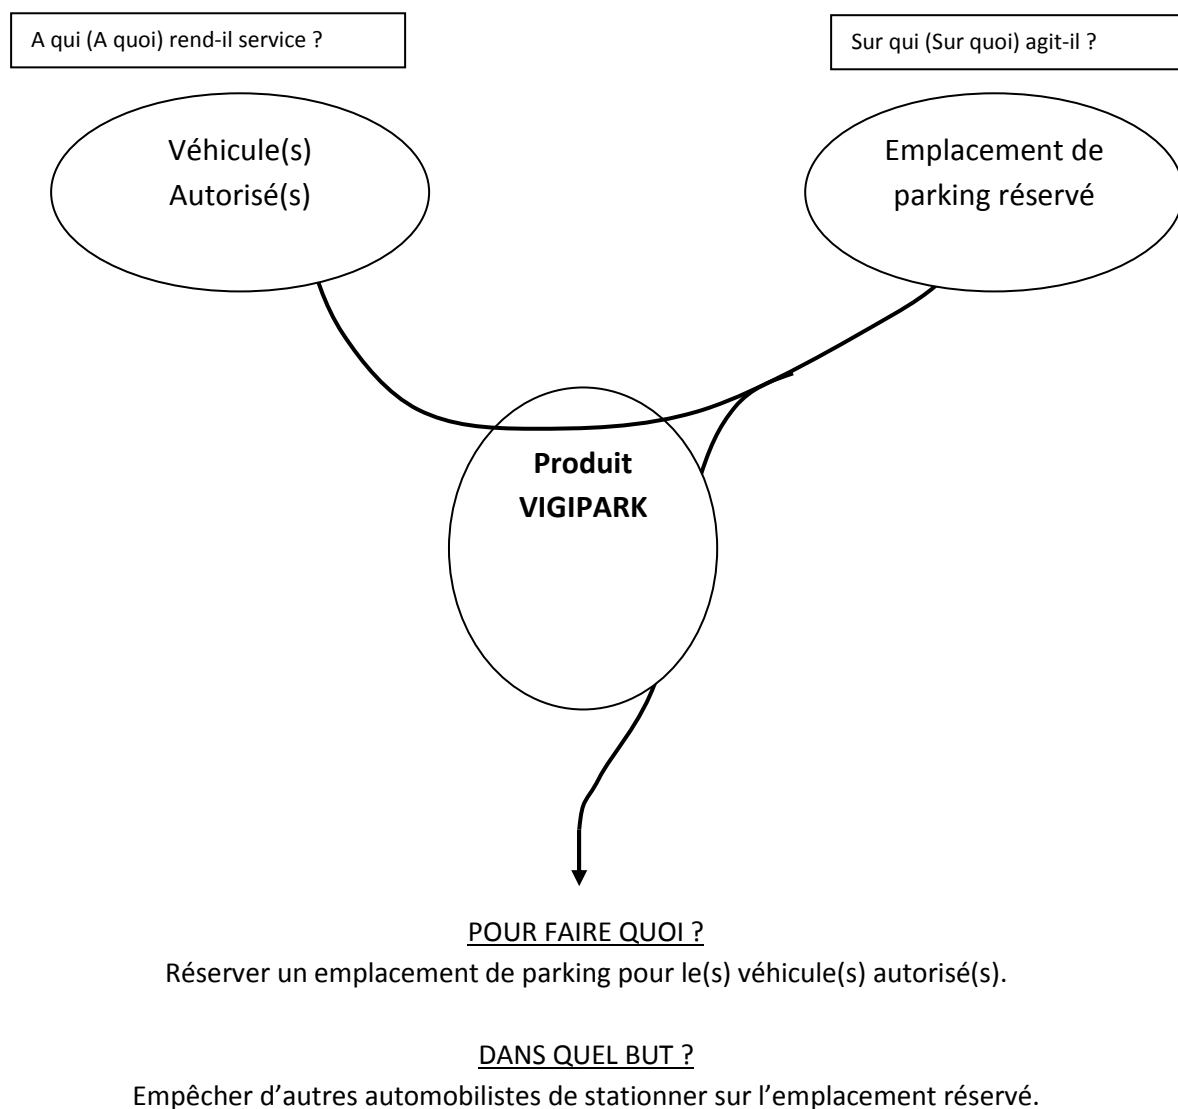 A qui (A quoi) rend-il service ?
Sur qui (Sur quoi) agit-il ?
Véhicule(s)
Autorisé(s)
Emplacement de
parking réservé
Produit
VIGIPARK
POUR FAIRE QUOI ?
Réserver un emplacement de parking pour le(s) véhicule(s) autorisé(s).
DANS QUEL BUT ?
Empêcher d’autres automobilistes de stationner sur l’emplacement réservé.